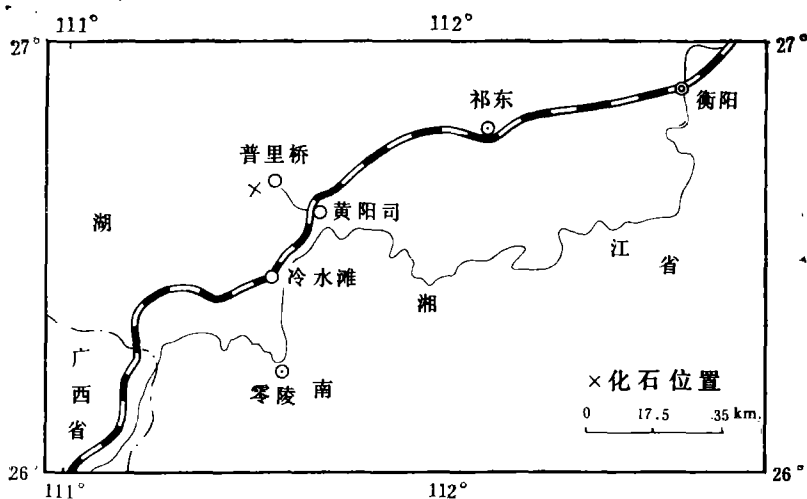 111° 112°
27° 27°
祁东 衡阳
普里桥
黄阳司
湖 江 省
冷水滩 湘
广西省
零陵 南
×化石位置
0 17.5 35 km.
26 26°
111° 112°